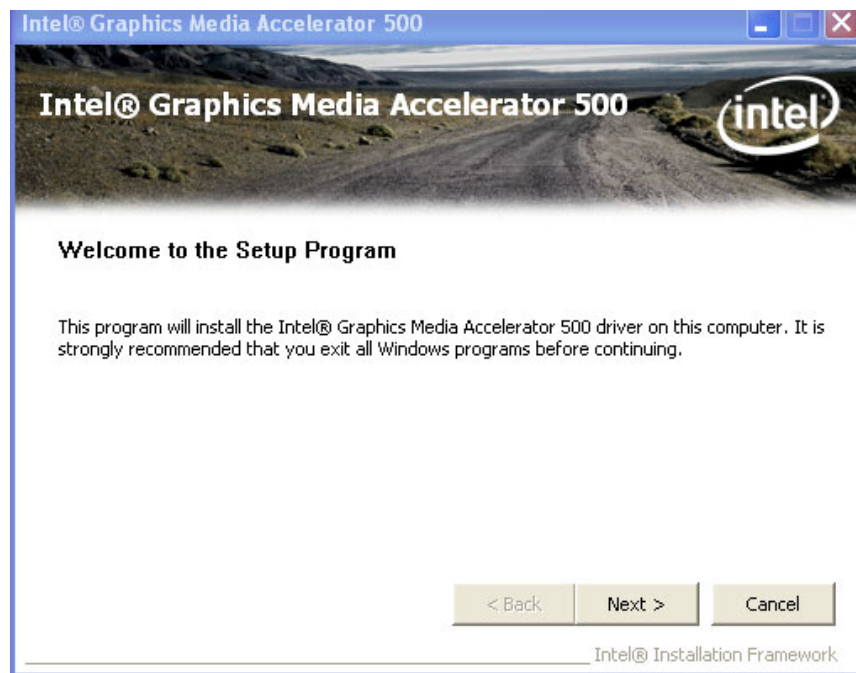 Intel® Graphics Media Accelerator 500
Intel® Graphics Media Accelerator 500
intel
Welcome to the Setup Program
This program will install the Intel® Graphics Media Accelerator 500 driver on this computer. It is
strongly recommended that you exit all Windows programs before continuing.
< Back
Next >
Cancel
Intel® Installation Framework